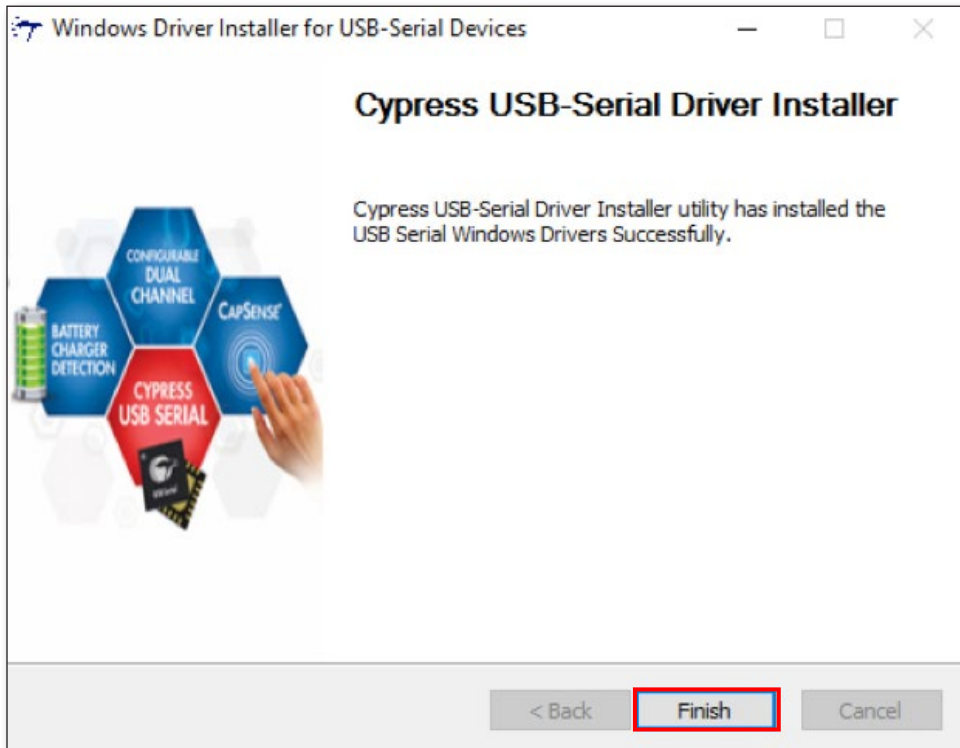 Windows Driver Installer for USB-Serial Devices
Cypress USB-Serial Driver Installer
Cypress USB-Serial Driver Installer utility has installed the
USB Serial Windows Drivers Successfully.
CONFIGURABLE
DUAL
CHANNEL
CAPSENSE
BATTERY
CHARGER
DETECTION
CYPRESS
USB SERIAL
< Back
Finish
Cancel